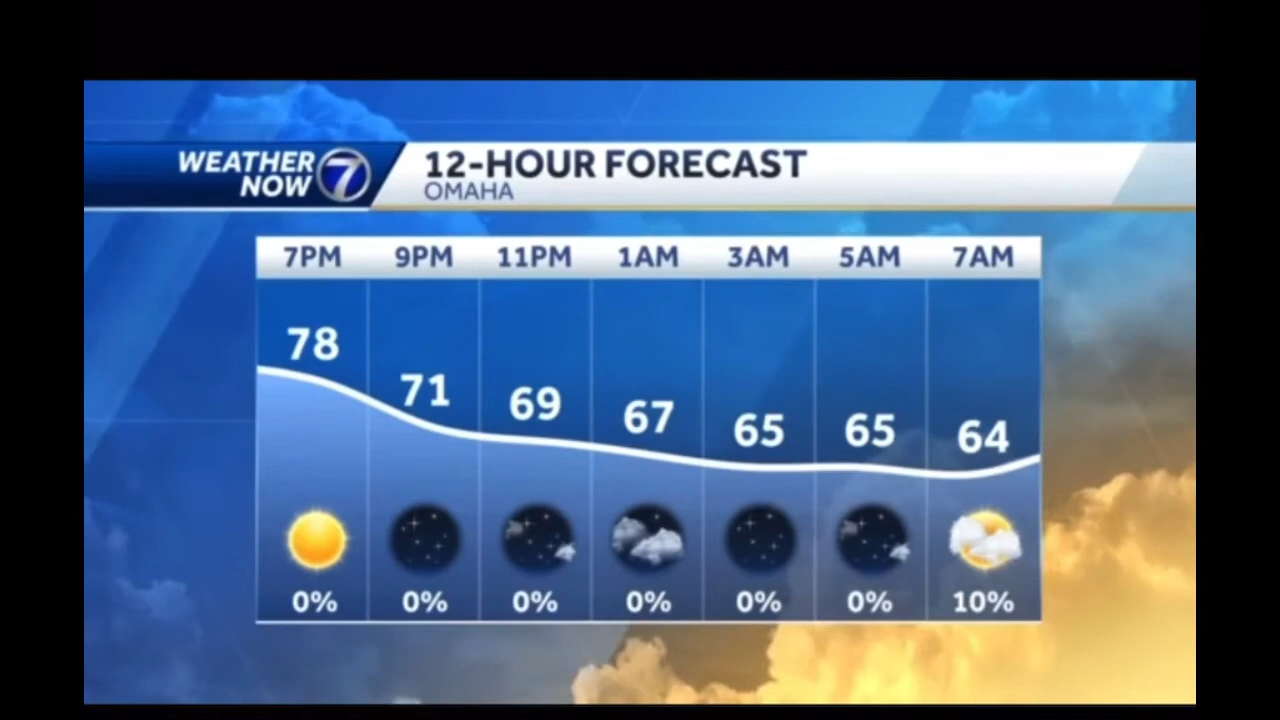 WEATHER
NOW 7
12-HOUR FORECAST
OMAHA
7PM 9PM 11PM 1AM 3AM 5AM 7AM
78 71 69 67 65 65 64
0% 0% 0% 0% 0% 0% 10%